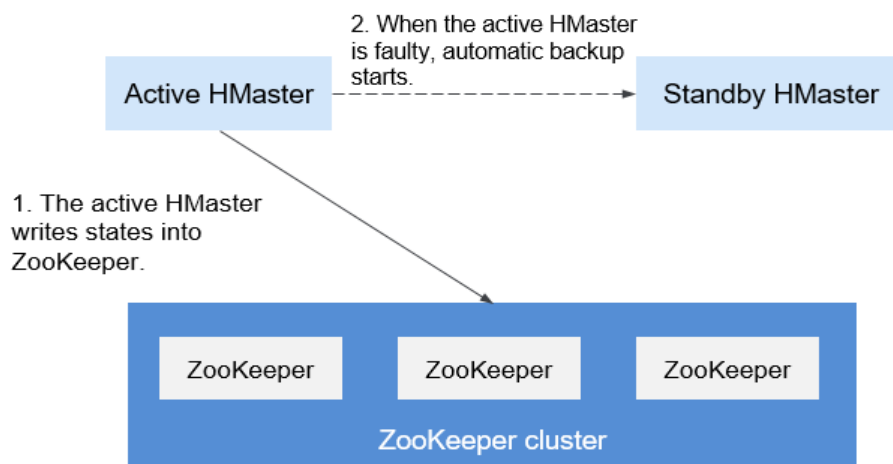 2. When the active HMaster
is faulty, automatic backup
starts.
Active HMaster
Standby HMaster
1. The active HMaster
writes states into
ZooKeeper.
ZooKeeper
ZooKeeper
ZooKeeper
ZooKeeper cluster